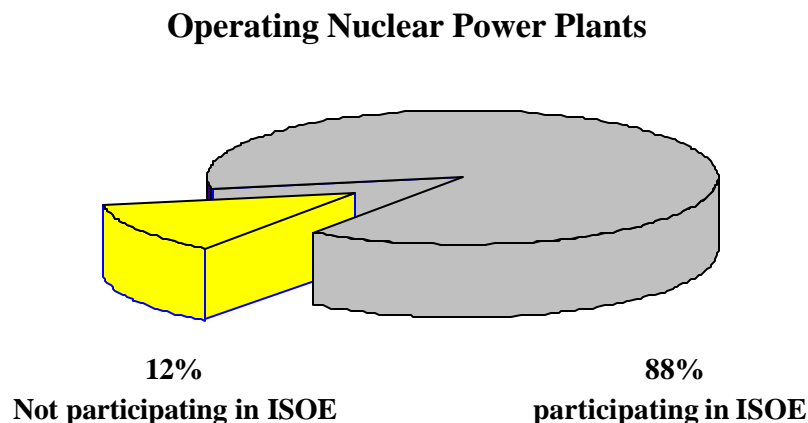 Operating Nuclear Power Plants
12%
Not participating in ISOE
88%
participating in ISOE